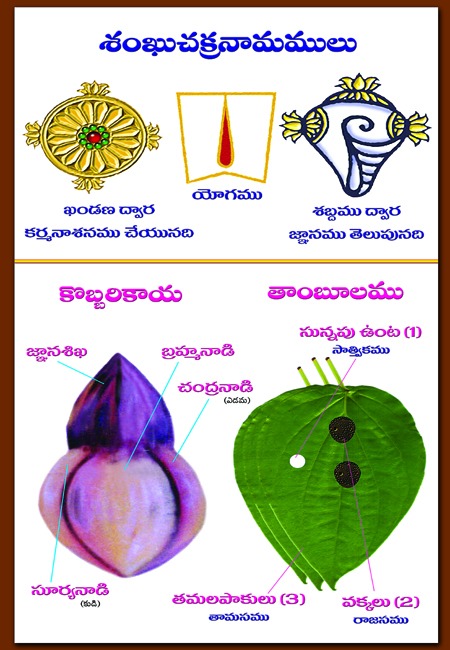 శంఖుచక్రనామములు
ఖండణ ద్వార
కర్మనాశనము చేయునది
యోగము
శబ్దము ద్వార
జ్ఞానము తెలుపునది
కొబ్బరికాయ
జ్ఞానశిఖ
బ్రహ్మనాడి
చంద్రనాడి
(ఎడమ)
సూర్యనాడి
(కుడి)
తాంబూలము
సున్నపు ఉంట (1)
సాత్వికము
తమలపాకులు (3)
తామసము
వక్కలు (2)
రాజసము